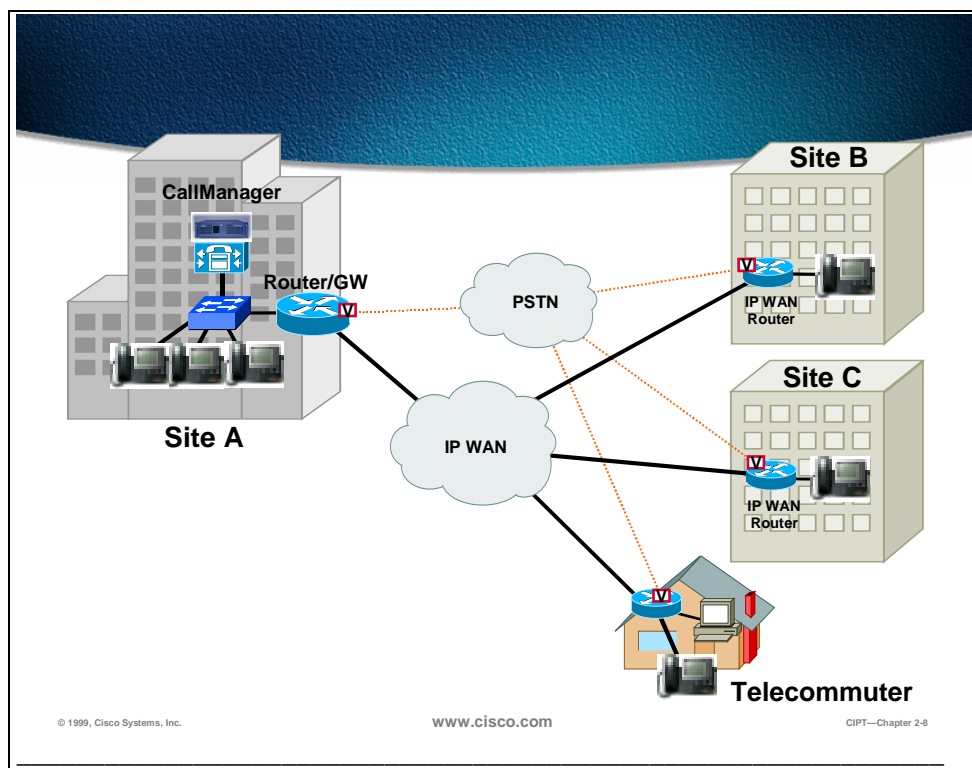 Site B
CallManager
Router/GW
V
V
PSTN
IP WAN
Router
Site C
Site A
IP WAN
V
IP WAN
Router
V
Telecommuter
© 1999, Cisco Systems, Inc.
www.cisco.com
CIPT—Chapter 2-8